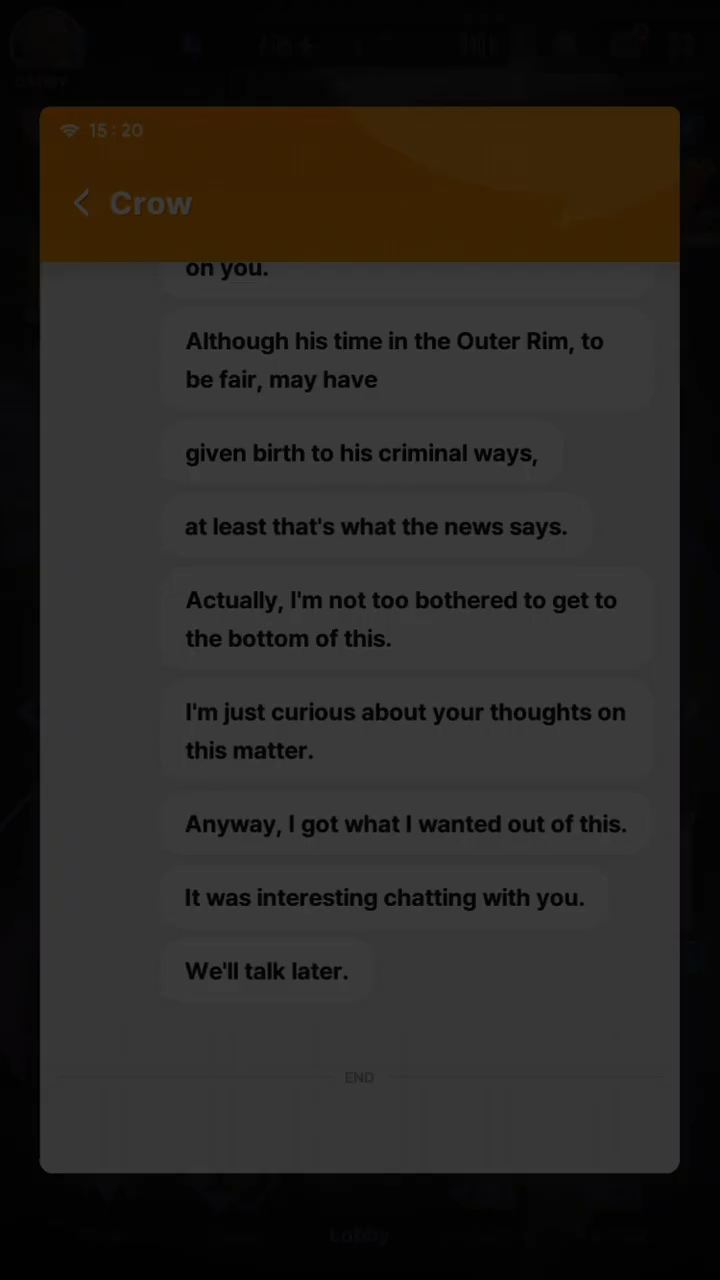 15:20
Crow
on you.
Although his time in the Outer Rim, to
be fair, may have
given birth to his criminal ways,
at least that's what the news says.
Actually, I'm not too bothered to get to
the bottom of this.
I'm just curious about your thoughts on
this matter.
Anyway, I got what I wanted out of this.
It was interesting chatting with you.
We'll talk later.
END
Lobby